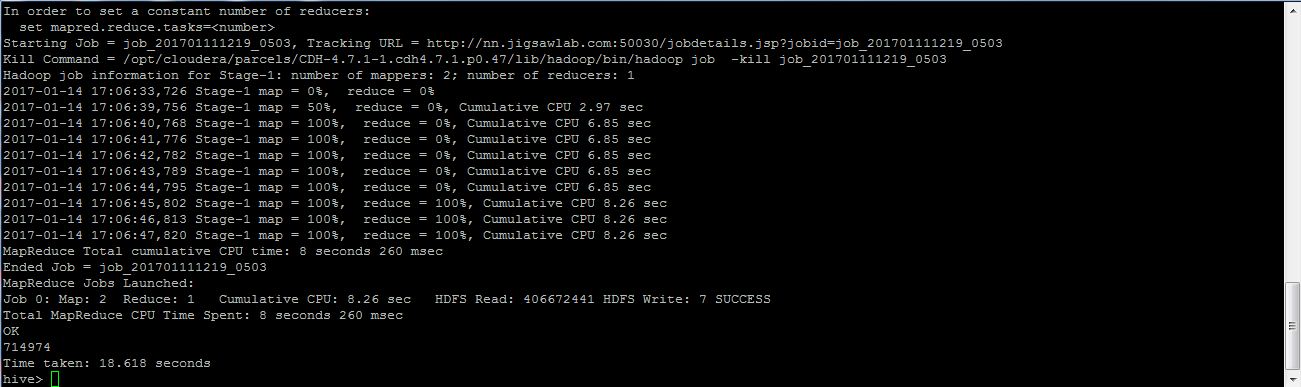 In order to set a constant number of reducers:
  set mapred.reduce.tasks=<number>
Starting Job = job_201701111219_0503, Tracking URL = http://nn.jigsawlab.com:50030/jobdetails.jsp?jobid=job_201701111219_0503
Kill Command = /opt/cloudera/parcels/CDH-4.7.1-1.cdh4.7.1.p0.47/lib/hadoop/bin/hadoop job  -kill job_201701111219_0503
Hadoop job information for Stage-1: number of mappers: 2; number of reducers: 1
2017-01-14 17:06:33,726 Stage-1 map = 0%,  reduce = 0%
2017-01-14 17:06:39,756 Stage-1 map = 50%,  reduce = 0%, Cumulative CPU 2.97 sec
2017-01-14 17:06:40,768 Stage-1 map = 100%,  reduce = 0%, Cumulative CPU 6.85 sec
2017-01-14 17:06:41,776 Stage-1 map = 100%,  reduce = 0%, Cumulative CPU 6.85 sec
2017-01-14 17:06:42,782 Stage-1 map = 100%,  reduce = 0%, Cumulative CPU 6.85 sec
2017-01-14 17:06:43,789 Stage-1 map = 100%,  reduce = 0%, Cumulative CPU 6.85 sec
2017-01-14 17:06:44,795 Stage-1 map = 100%,  reduce = 0%, Cumulative CPU 6.85 sec
2017-01-14 17:06:45,802 Stage-1 map = 100%,  reduce = 100%, Cumulative CPU 8.26 sec
2017-01-14 17:06:46,813 Stage-1 map = 100%,  reduce = 100%, Cumulative CPU 8.26 sec
2017-01-14 17:06:47,820 Stage-1 map = 100%,  reduce = 100%, Cumulative CPU 8.26 sec
MapReduce Total cumulative CPU time: 8 seconds 260 msec
Ended Job = job_201701111219_0503
MapReduce Jobs Launched:
Job 0: Map: 2  Reduce: 1   Cumulative CPU: 8.26 sec   HDFS Read: 406672441 HDFS Write: 7 SUCCESS
Total MapReduce CPU Time Spent: 8 seconds 260 msec
OK
714974
Time taken: 18.618 seconds
hive>